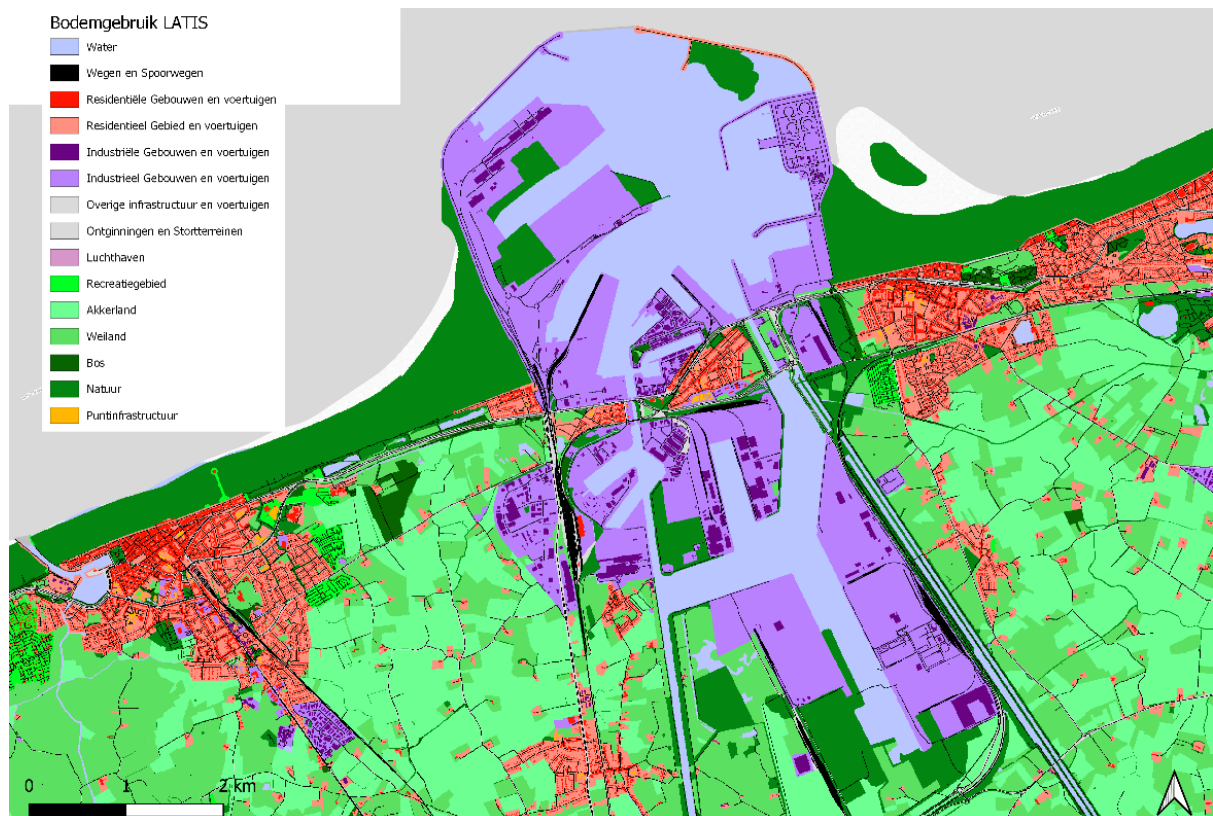 Bodemgebruik LATIS
Water
Wegen en Spoorwegen
Residentiële Gebouwen en voertuigen
Residentieel Gebied en voertuigen
Industriële Gebouwen en voertuigen
Industrieel Gebouwen en voertuigen
Overige infrastructuur en voertuigen
Ontginningen en Stortterreinen
Luchthaven
Recreatiegebied
Akkerland
Weiland
Bos
Natuur
Puntinfrastructuur
0 1 2 km